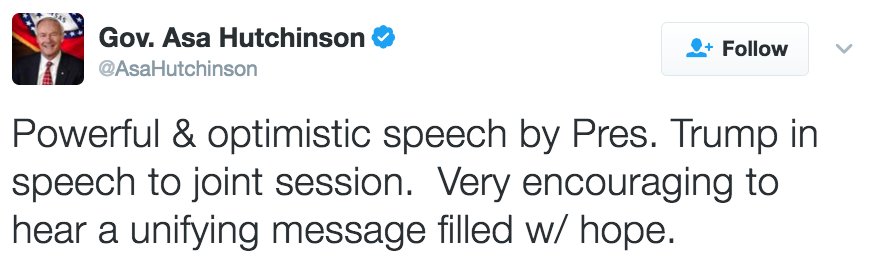 Gov. Asa Hutchinson
@AsaHutchinson
Follow
Powerful & optimistic speech by Pres. Trump in
speech to joint session.  Very encouraging to
hear a unifying message filled w/ hope.